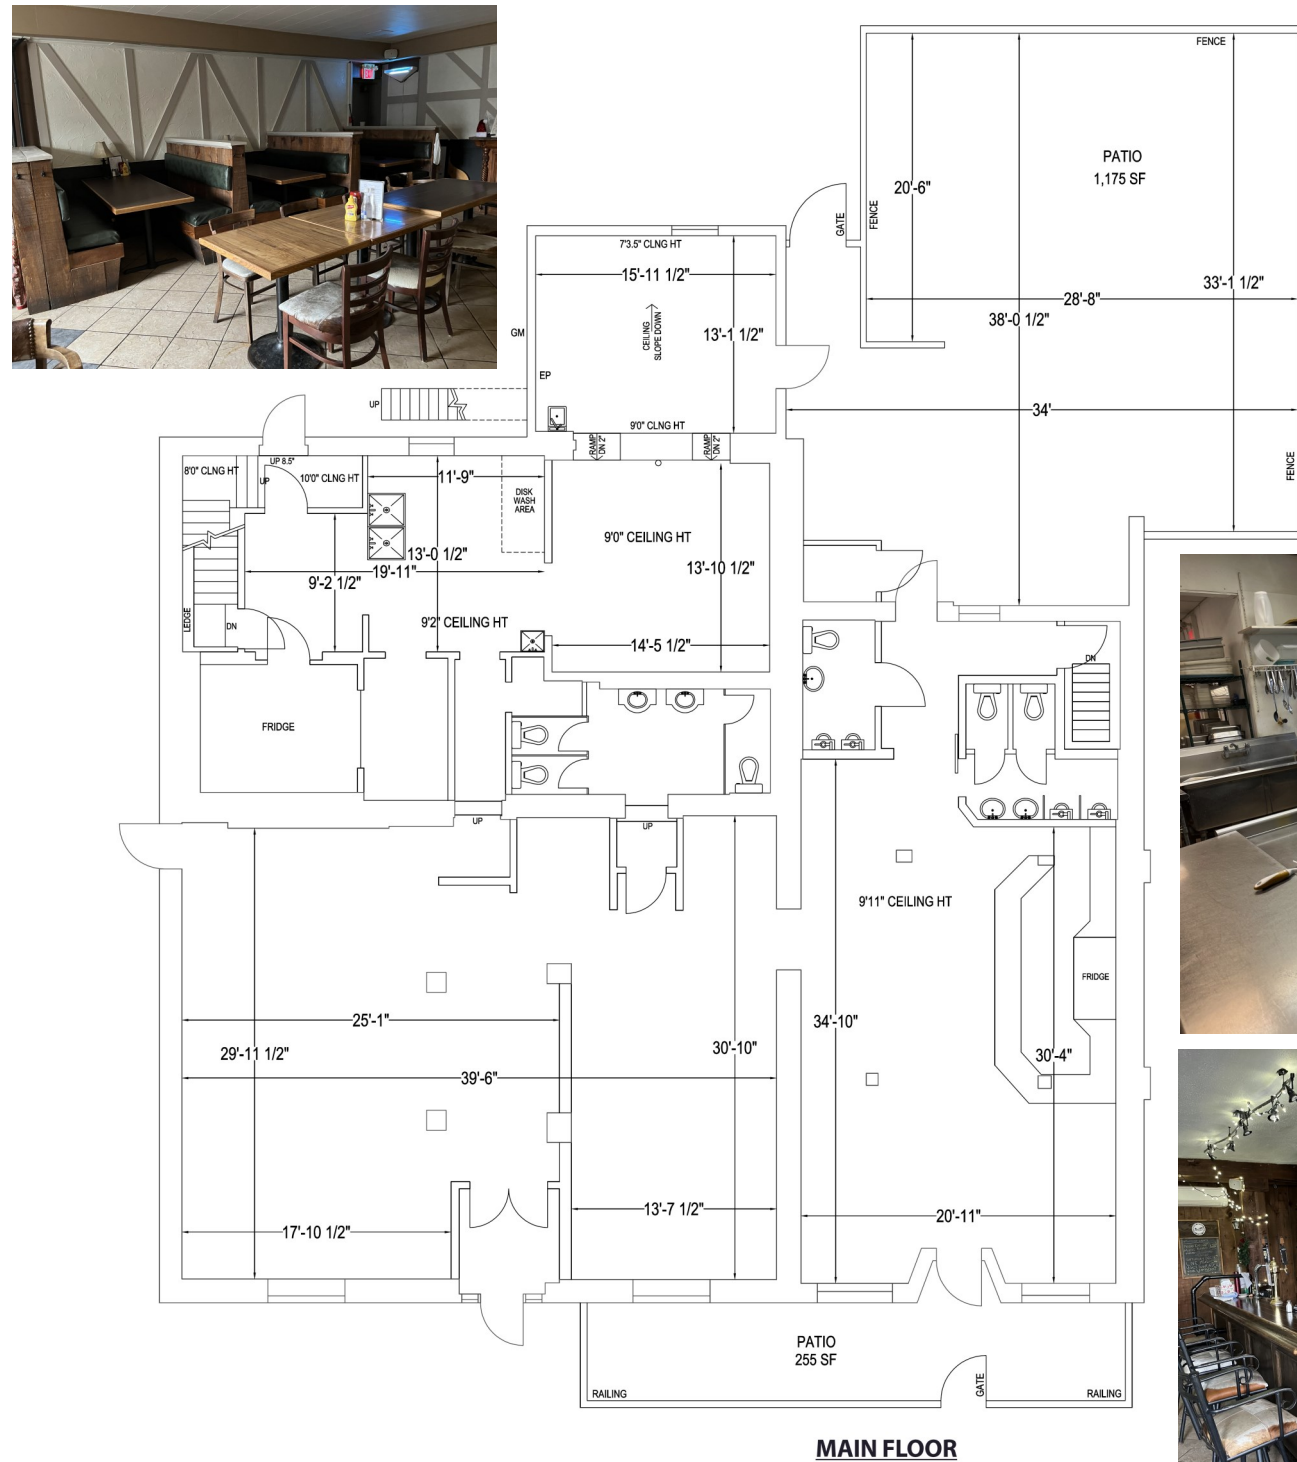 FENCE
PATIO
1,175 SF
20'-6"
GATE
FENCE
33'-1 1/2"
28'-8"
38'-0 1/2"
34'
FENCE
7'3.5" CLNG HT
15'-11 1/2"
CEILING
SLOPE DOWN
13'-1 1/2"
GM
EP
9'0" CLNG HT
RAMP
DN 2"
RAMP
DN 2"
UP
8'0" CLNG HT
UP 8.5"
UP
10'0" CLNG HT
11'-9"
DISK
WASH
AREA
9'0" CEILING HT
13'-0 1/2"
19'-11"
9'-2 1/2"
13'-10 1/2"
LEDGE
DN
9'2" CEILING HT
14'-5 1/2"
DN
FRIDGE
UP
UP
9'11" CEILING HT
FRIDGE
25'-1"
34'-10"
29'-11 1/2"
30'-10"
30'-4"
39'-6"
17'-10 1/2"
13'-7 1/2"
20'-11"
PATIO
255 SF
RAILING
GATE
RAILING
MAIN FLOOR